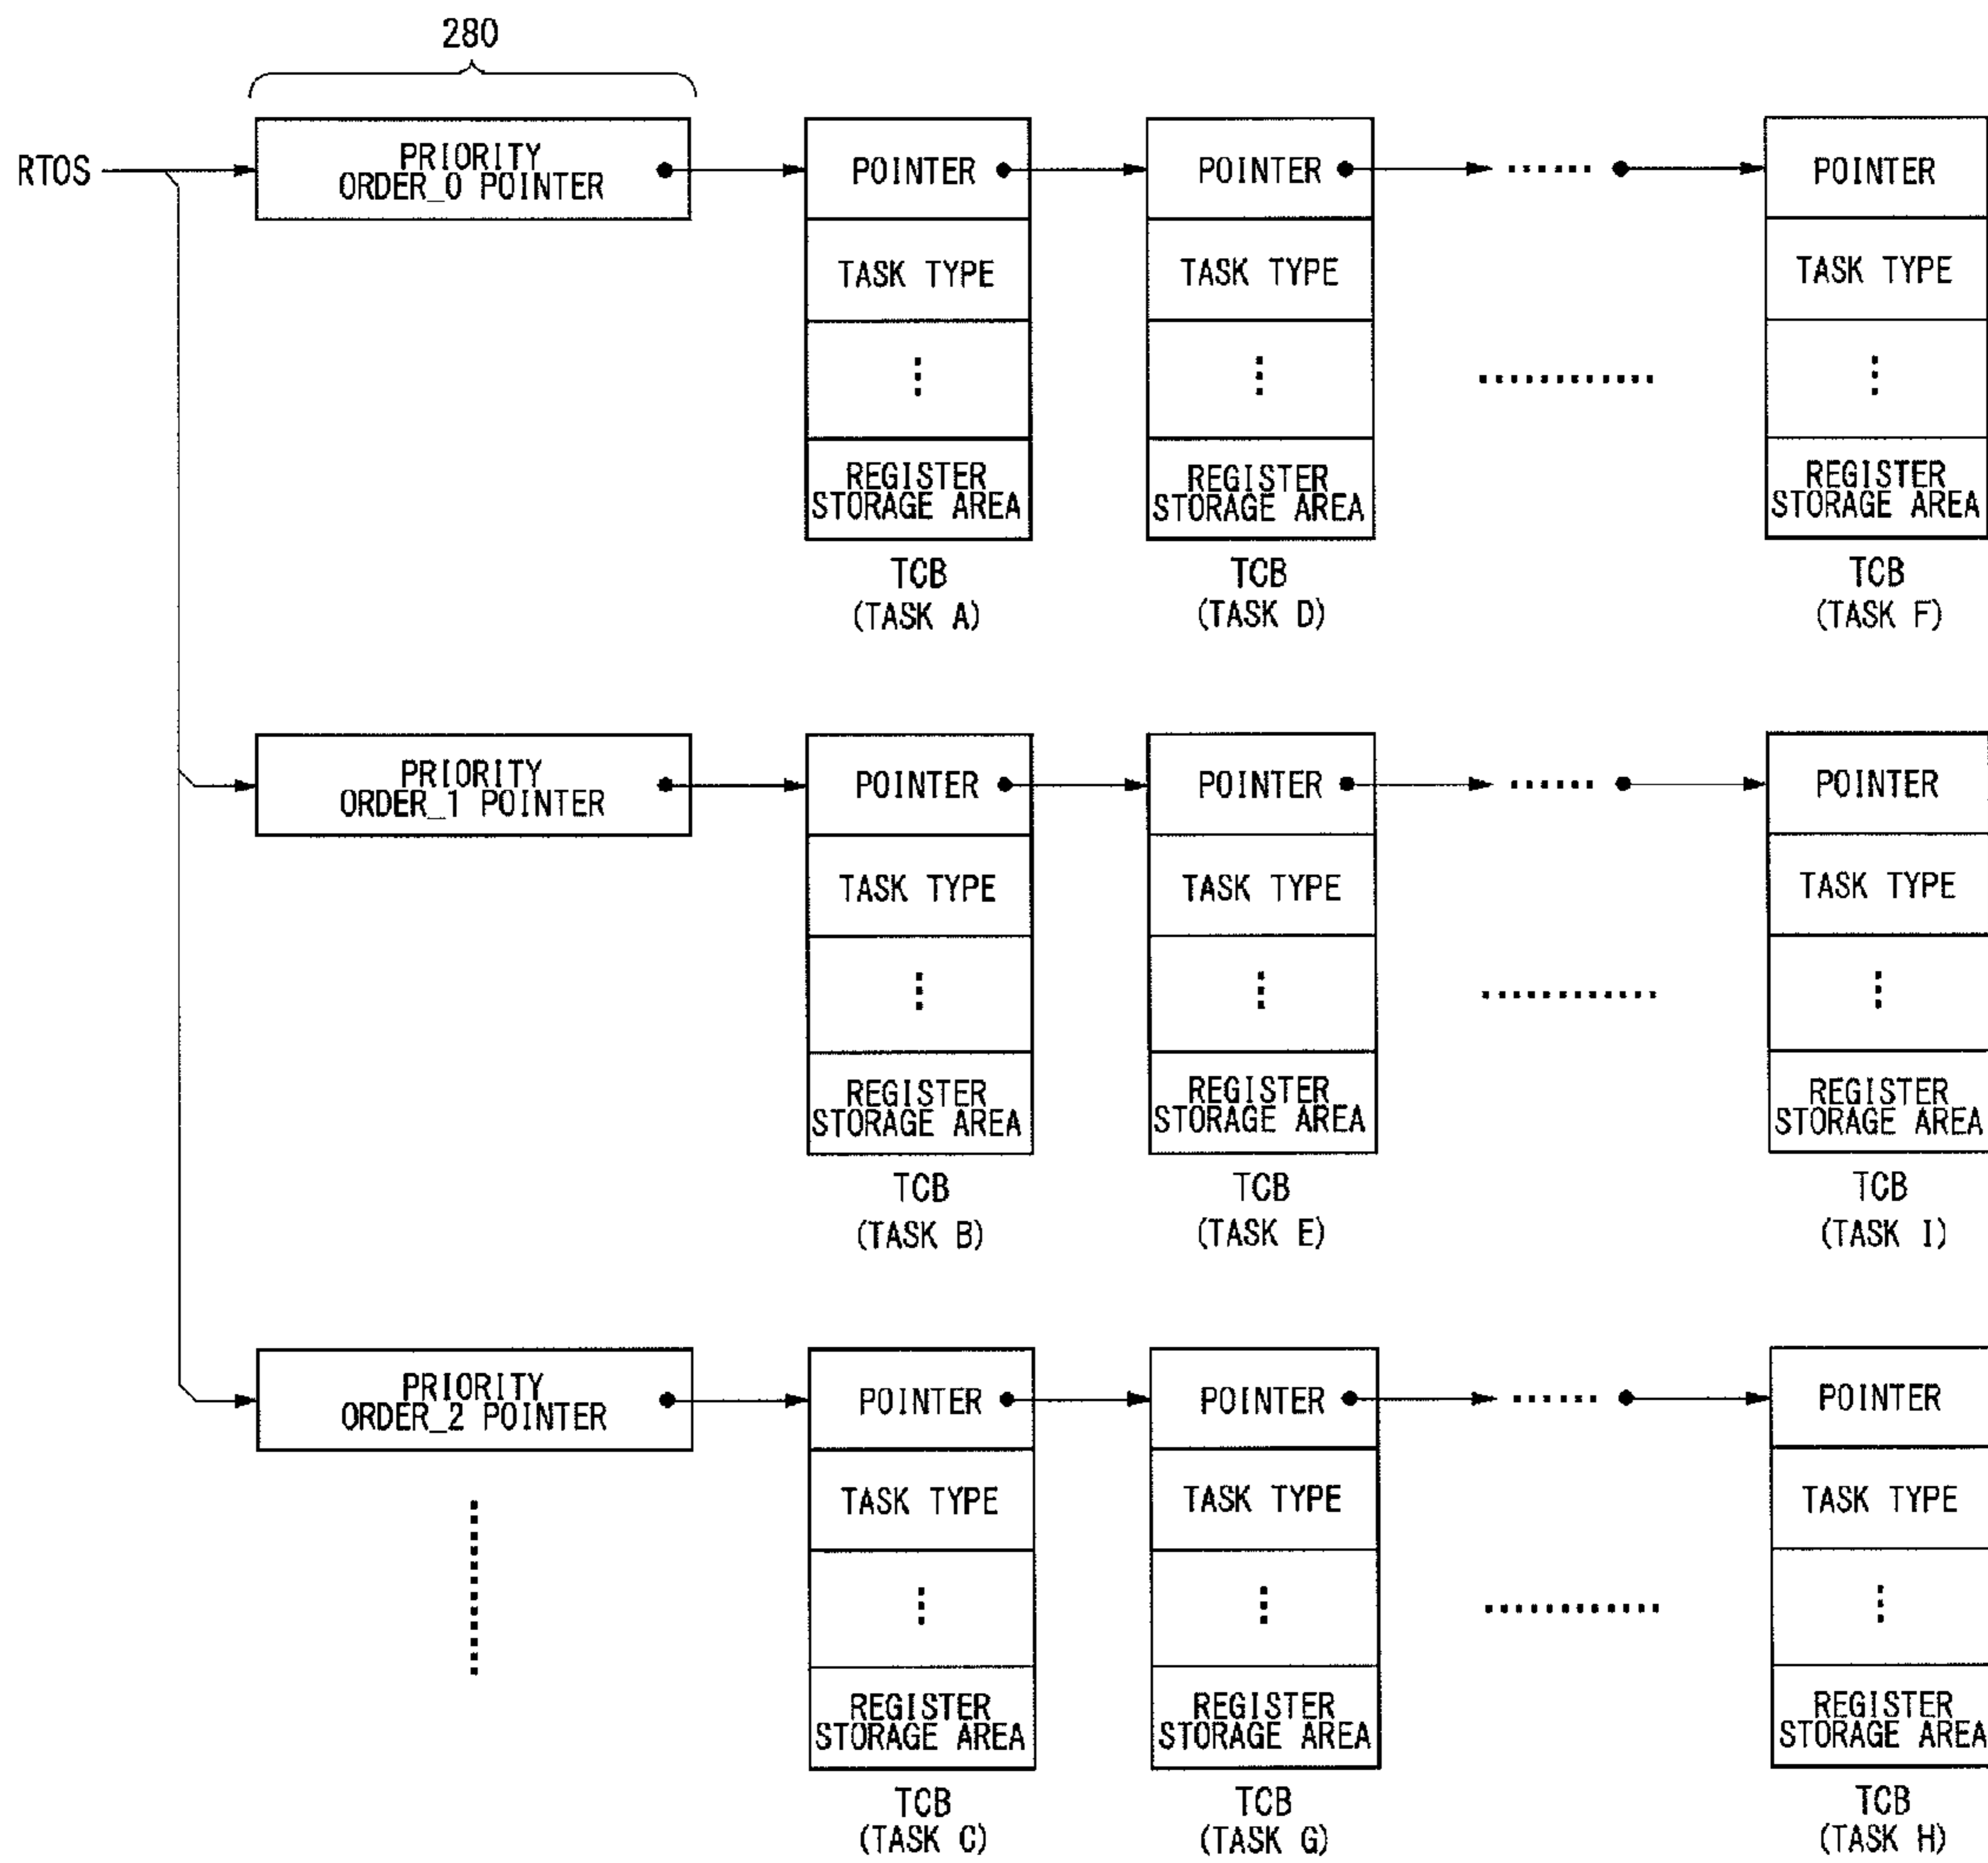 280
RTOS
PRIORITY
ORDER_0 POINTER
POINTER
POINTER
POINTER
TASK TYPE
TASK TYPE
TASK TYPE
REGISTER
STORAGE AREA
REGISTER
STORAGE AREA
REGISTER
STORAGE AREA
TCB
(TASK A)
TCB
(TASK D)
TCB
(TASK F)
PRIORITY
ORDER_1 POINTER
POINTER
POINTER
POINTER
TASK TYPE
TASK TYPE
TASK TYPE
REGISTER
STORAGE AREA
REGISTER
STORAGE AREA
REGISTER
STORAGE AREA
TCB
(TASK B)
TCB
(TASK E)
TCB
(TASK I)
PRIORITY
ORDER_2 POINTER
POINTER
POINTER
POINTER
TASK TYPE
TASK TYPE
TASK TYPE
REGISTER
STORAGE AREA
REGISTER
STORAGE AREA
REGISTER
STORAGE AREA
TCB
(TASK C)
TCB
(TASK G)
TCB
(TASK H)